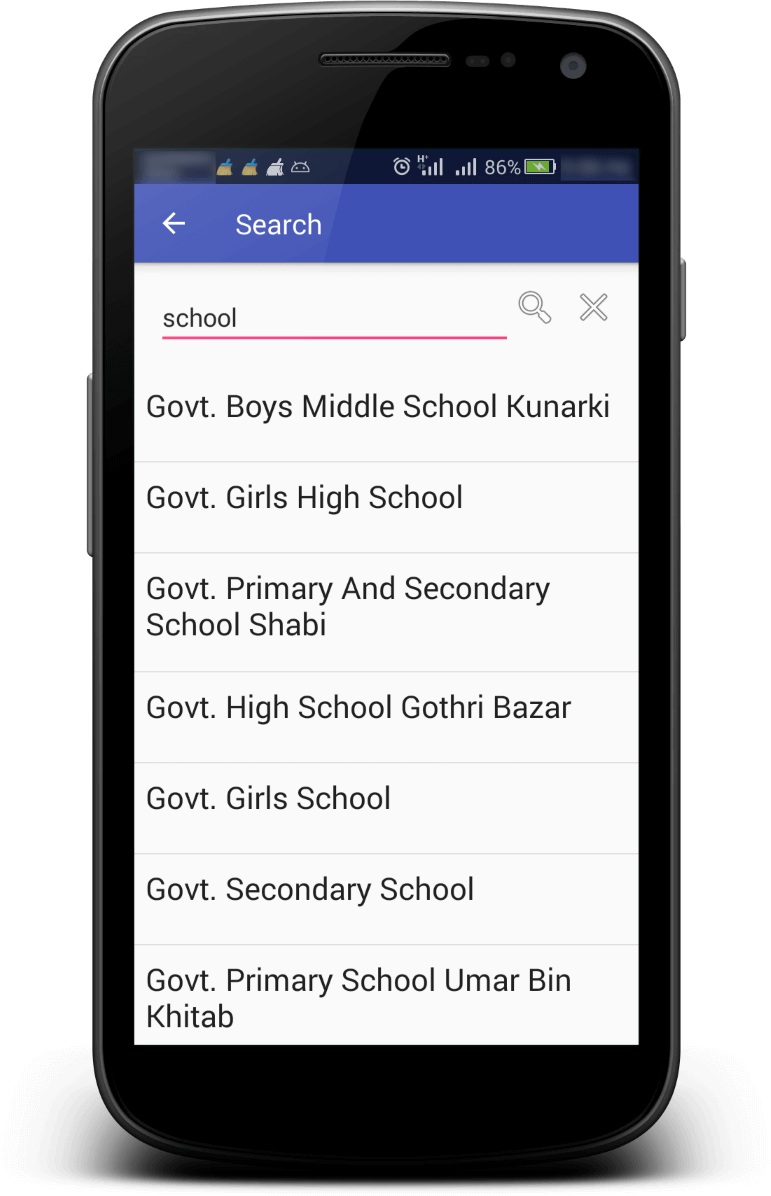 H+
86%
Search
school
Govt. Boys Middle School Kunarki
Govt. Girls High School
Govt. Primary And Secondary
School Shabi
Govt. High School Gothri Bazar
Govt. Girls School
Govt. Secondary School
Govt. Primary School Umar Bin
Khitab